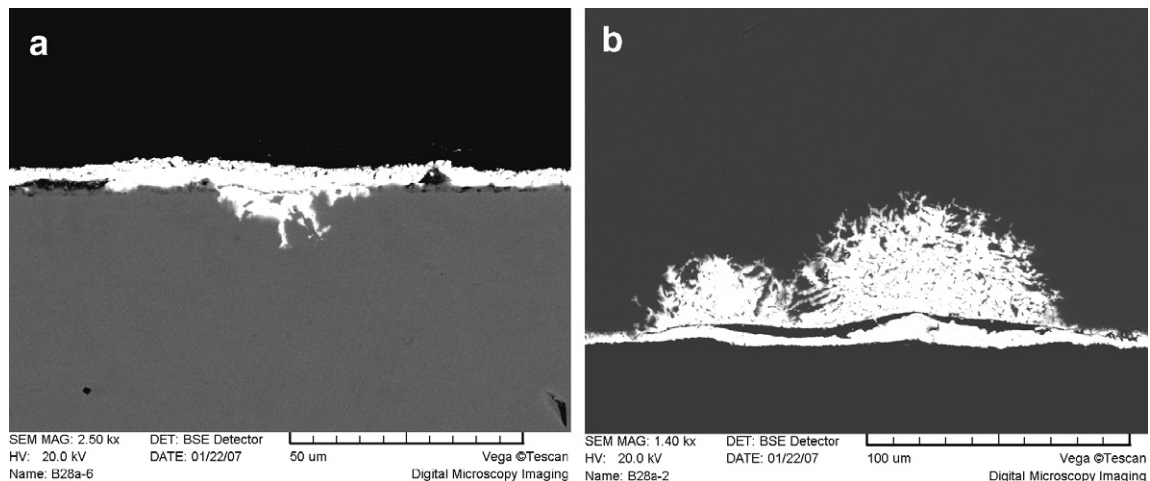 a
SEM MAG: 2.50 kx DET: BSE Detector
HV: 20.0 kV DATE: 01/22/07 50 um Vega ©Tescan
Name: B28a-6 Digital Microscopy Imaging
b
SEM MAG: 1.40 kx DET: BSE Detector
HV: 20.0 kV DATE: 01/22/07 100 um Vega ©Tescan
Name: B28a-2 Digital Microscopy Imaging